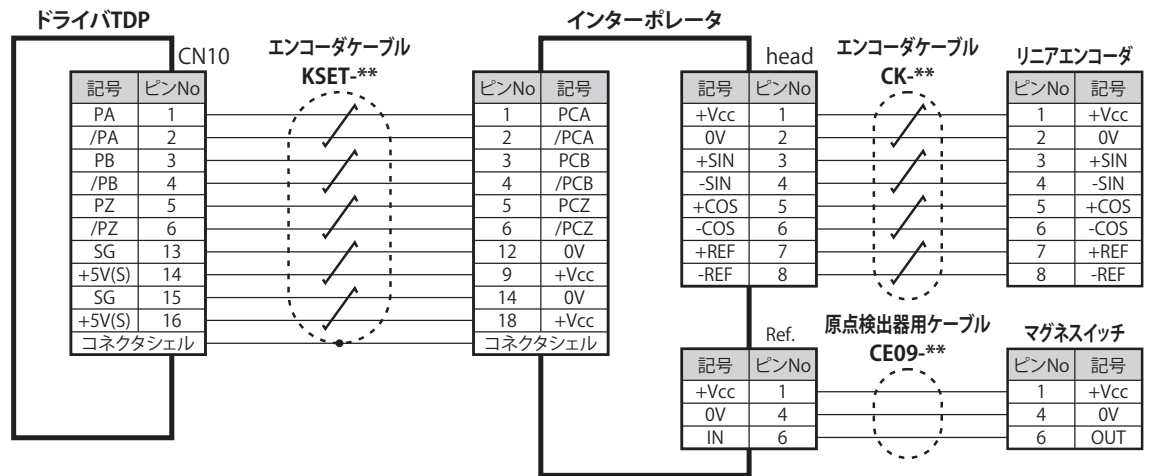 ドライバTDP
CN10
記号 ピンNo
PA 1
/PA 2
PB 3
/PB 4
PZ 5
/PZ 6
SG 13
+5V(S) 14
SG 15
+5V(S) 16
コネクタシェル
エンコーダケーブル
KSET-**
インターポレータ
ピンNo 記号
1 PCA
2 /PCA
3 PCB
4 /PCB
5 PCZ
6 /PCZ
12 0V
9 +Vcc
14 0V
18 +Vcc
コネクタシェル
head
記号 ピンNo
+Vcc 1
0V 2
+SIN 3
-SIN 4
+COS 5
-COS 6
+REF 7
-REF 8
エンコーダケーブル
CK-**
リニアエンコーダ
ピンNo 記号
1 +Vcc
2 0V
3 +SIN
4 -SIN
5 +COS
6 -COS
7 +REF
8 -REF
Ref.
記号 ピンNo
+Vcc 1
0V 4
IN 6
原点検出器用ケーブル
CE09-**
マグネスイッチ
ピンNo 記号
1 +Vcc
4 0V
6 OUT